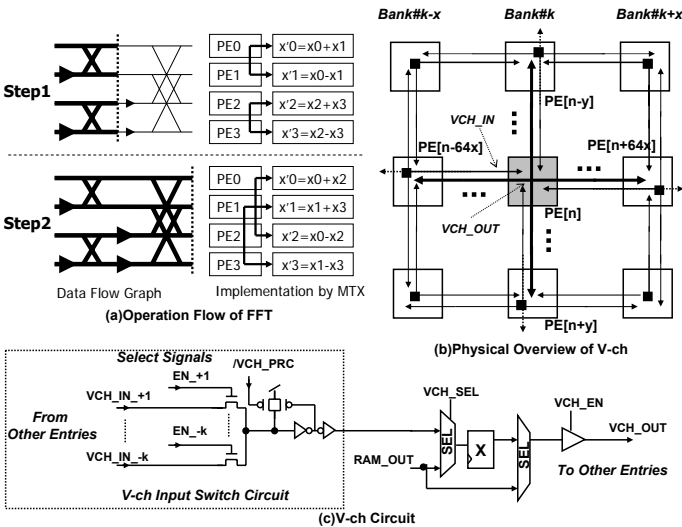 Step1
PE0
PE1
PE2
PE3
x'0=x0+x1
x'1=x0-x1
x'2=x2+x3
x'3=x2-x3
Step2
PE0
PE1
PE2
PE3
x'0=x0+x2
x'1=x1+x3
x'2=x0-x2
x'3=x1-x3
Data Flow Graph
Implementation by MTX
(a)Operation Flow of FFT
Bank#k-x
Bank#k
Bank#k+x
PE[n-y]
VCH_IN
PE[n-64x]
PE[n+64x]
VCH_OUT
PE[n]
PE[n+y]
(b)Physical Overview of V-ch
Select Signals
/VCH_PRC
EN_+1
VCH_IN_+1
From
Other Entries
EN_-k
VCH_IN_-k
V-ch Input Switch Circuit
VCH_SEL
SEL
X
RAM_OUT
SEL
VCH_EN
VCH_OUT
To Other Entries
(c)V-ch Circuit